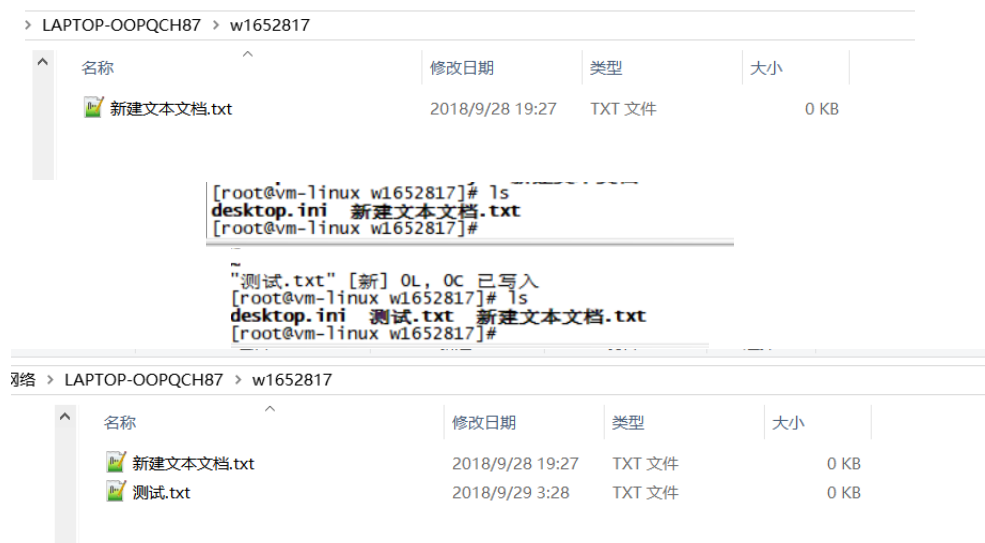 > LAPTOP-OOPQCH87 > w1652817
名称 修改日期 类型 大小
新建文本文档.txt 2018/9/28 19:27 TXT 文件 0 KB
[root@vm-linux w1652817]# ls
desktop.ini 新建文本文档.txt
[root@vm-linux w1652817]#
~
"测试.txt" [新] 0L, 0C 已写入
[root@vm-linux w1652817]# ls
desktop.ini 测试.txt 新建文本文档.txt
[root@vm-linux w1652817]#
网络 > LAPTOP-OOPQCH87 > w1652817
名称 修改日期 类型 大小
新建文本文档.txt 2018/9/28 19:27 TXT 文件 0 KB
测试.txt 2018/9/29 3:28 TXT 文件 0 KB